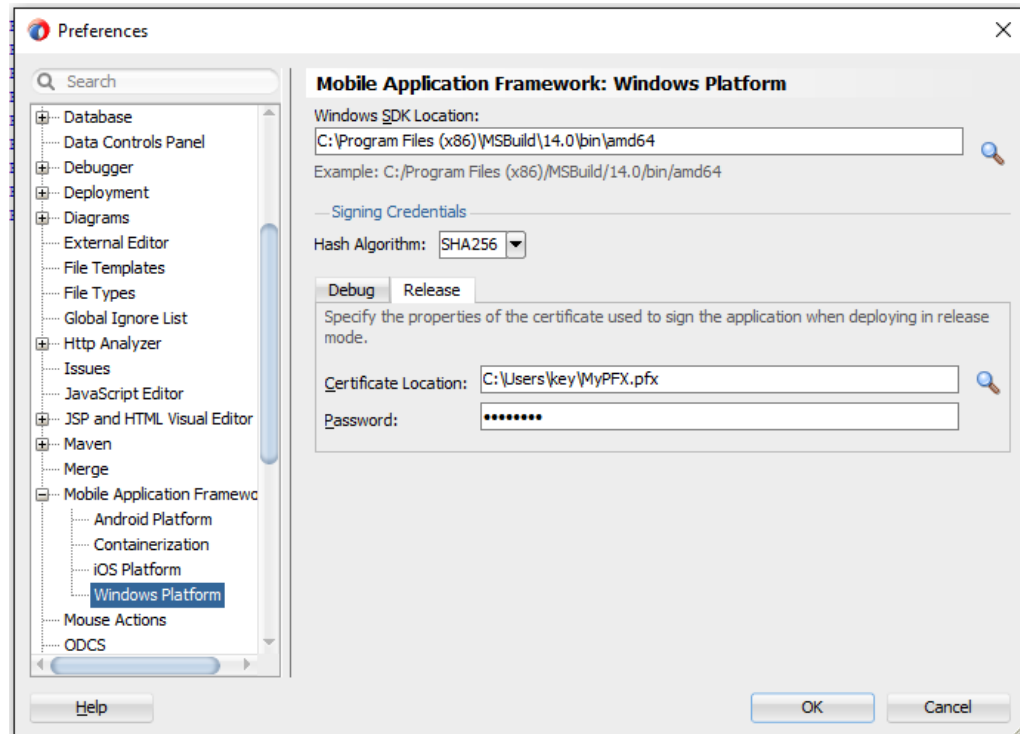 Preferences
Search
Database
Data Controls Panel
Debugger
Deployment
Diagrams
External Editor
File Templates
File Types
Global Ignore List
Http Analyzer
Issues
JavaScript Editor
JSP and HTML Visual Editor
Maven
Merge
Mobile Application Framewo
Android Platform
Containerization
iOS Platform
Windows Platform
Mouse Actions
ODCS
Mobile Application Framework: Windows Platform
Windows SDK Location:
C:\Program Files (x86)\MSBuild\14.0\bin\amd64
Example: C:/Program Files (x86)/MSBuild/14.0/bin/amd64
Signing Credentials
Hash Algorithm: SHA256
Debug Release
Specify the properties of the certificate used to sign the application when deploying in release
mode.
Certificate Location: C:\Users\key\MyPFX.pfx
Password: ••••••••
Help OK Cancel